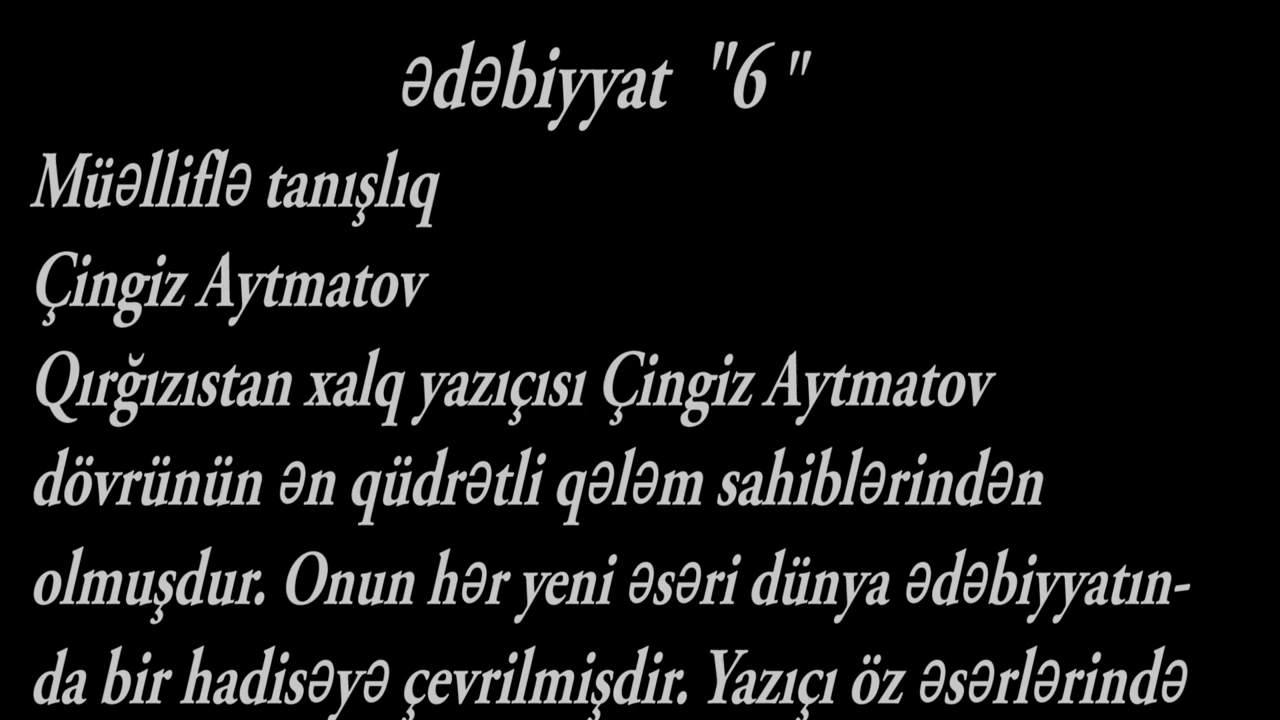 ədəbiyyat "6"
Müəlliflə tanışlıq
Çingiz Aytmatov
Qırğızıstan xalq yazıçısı Çingiz Aytmatov
dövrünün ən qüdrətli qələm sahiblərindən
olmuşdur. Onun hər yeni əsəri dünya ədəbiyyatın-
da bir hadisəyə çevrilmişdir. Yazıçı öz əsərlərində